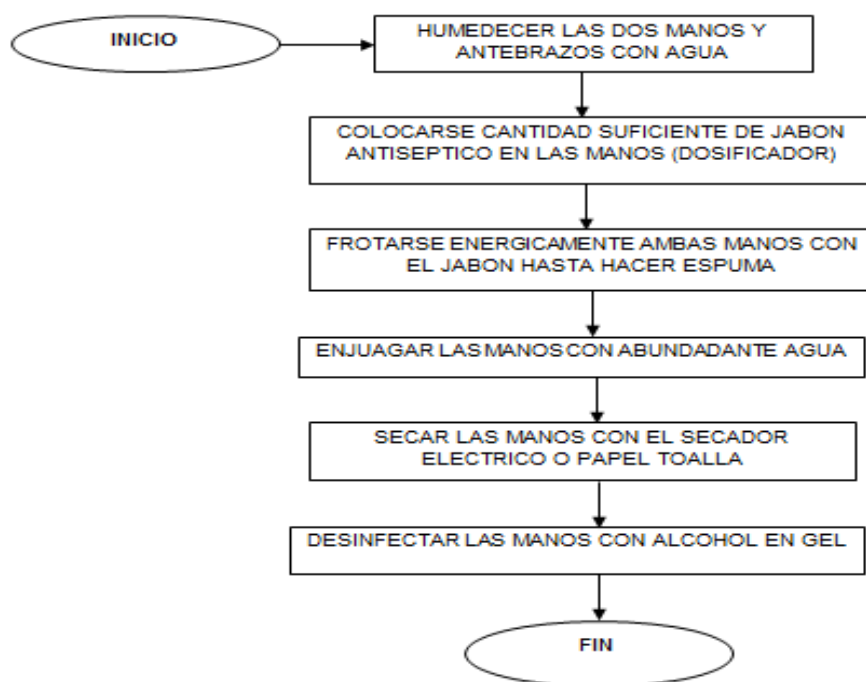 INICIO
HUMEDECER LAS DOS MANOS Y
ANTEBRAZOS CON AGUA
COLOCARSE CANTIDAD SUFICIENTE DE JABON
ANTISEPTICO EN LAS MANOS (DOSIFICADOR)
FROTARSE ENERGICAMENTE AMBAS MANOS CON
EL JABON HASTA HACER ESPUMA
ENJUAGAR LAS MANOS CON ABUNDADANTE AGUA
SECAR LAS MANOS CON EL SECADOR
ELECTRICO O PAPEL TOALLA
DESINFECTAR LAS MANOS CON ALCOHOL EN GEL
FIN